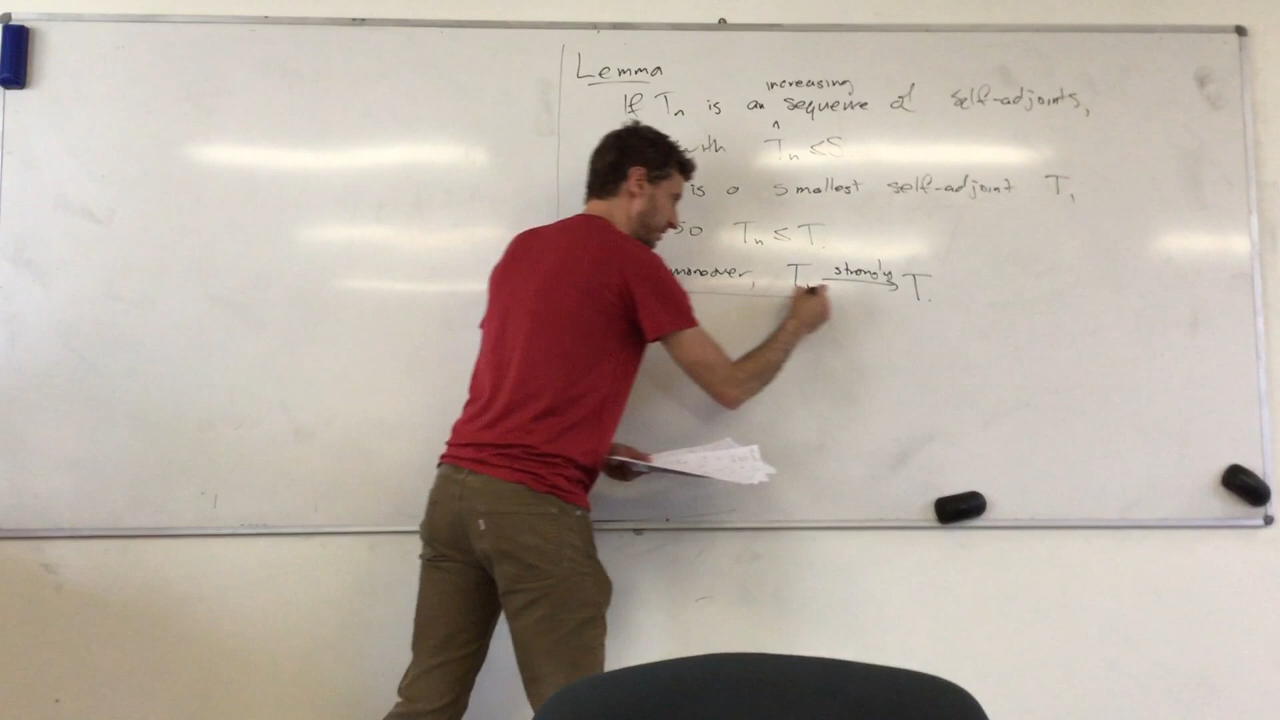 Lemma
increasing
If Tn is an ^ sequence of self-adjoints,
with Tn ≤ S
is a smallest self-adjoint T,
so Tn ≤ T.
moreover, Tn strongly → T.